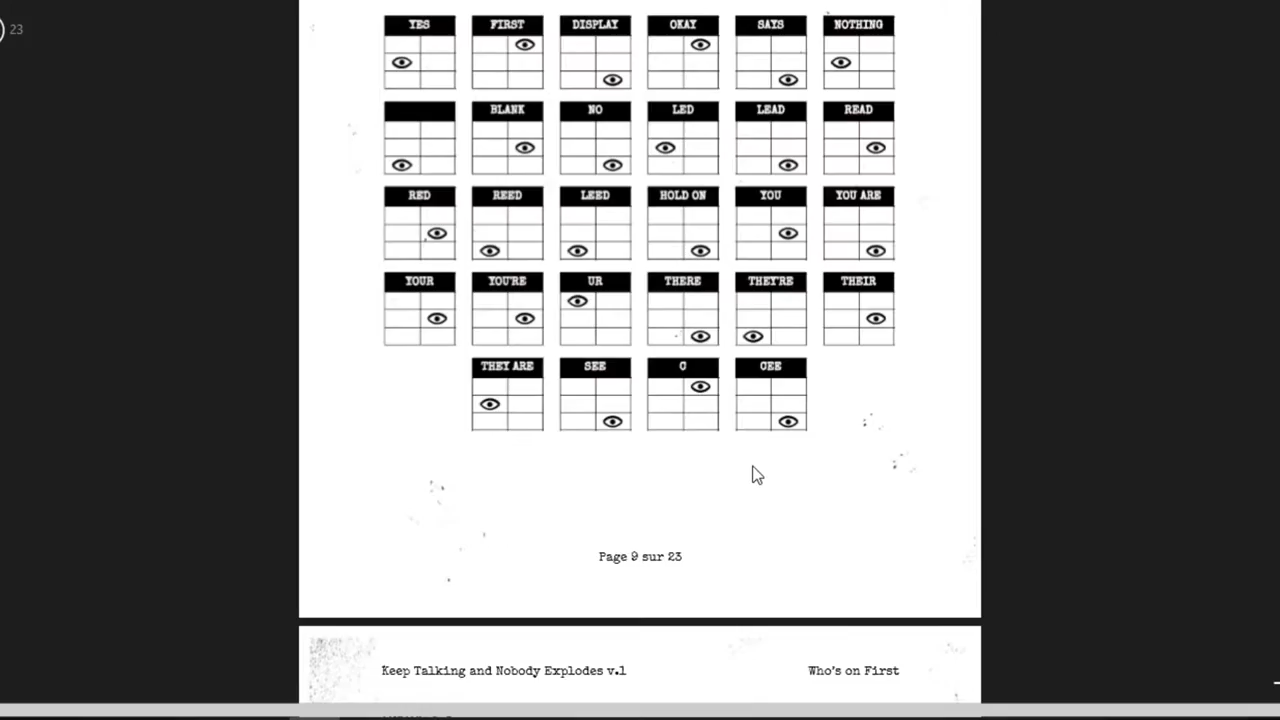 23
YES FIRST DISPLAY OKAY SAYS NOTHING
BLANK NO LED LEAD READ
RED REED LEED HOLD ON YOU YOU ARE
YOUR YOU'RE UR THERE THEY'RE THEIR
THEY ARE SEE C CEE
Page 9 sur 23
Keep Talking and Nobody Explodes v.1 Who's on First